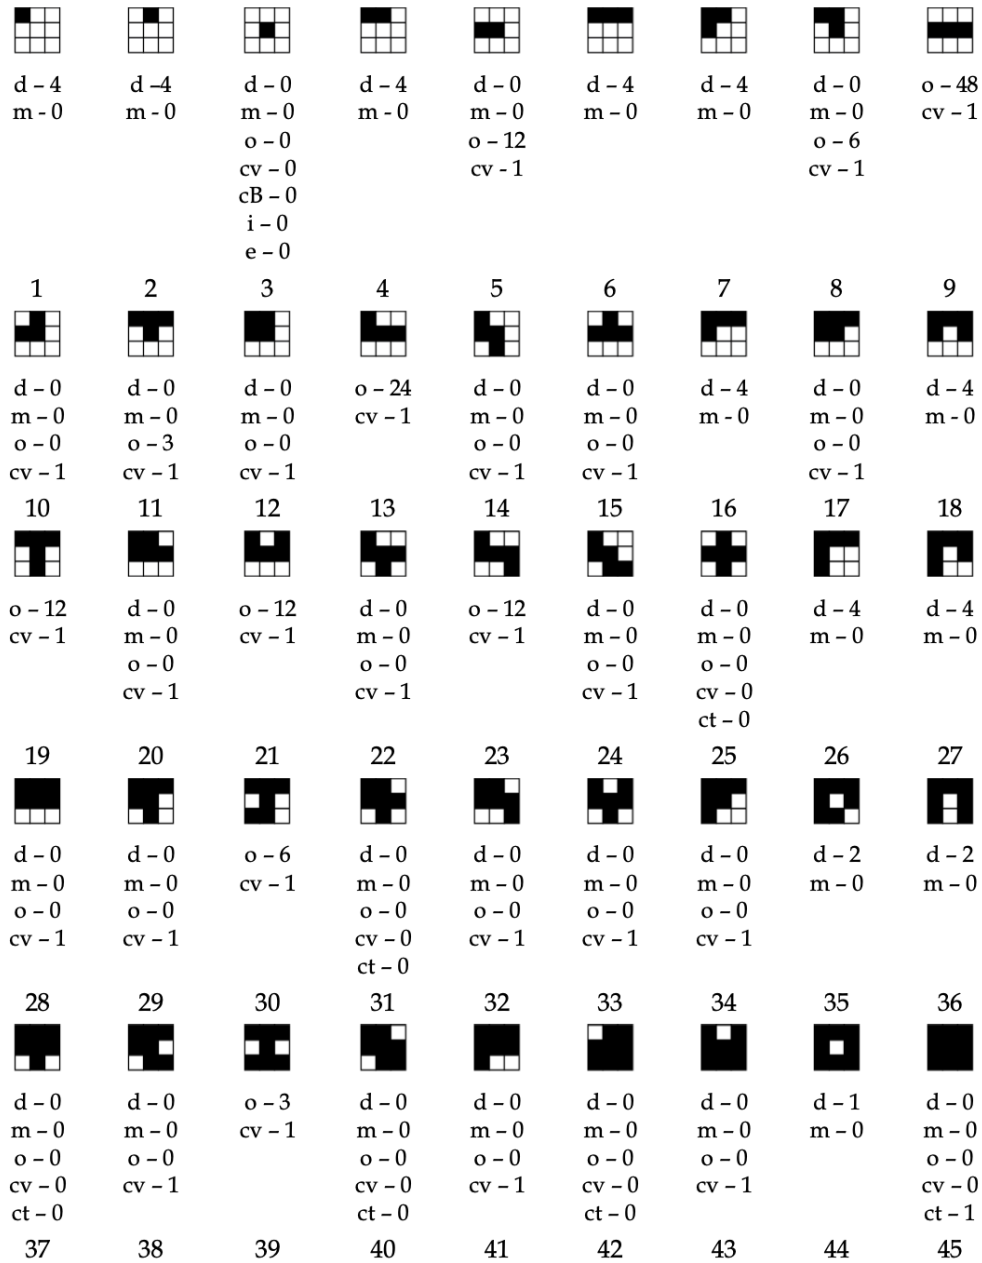 d – 4 d –4 d – 0 d – 4 d – 0 d – 4 d – 4 d – 0 o – 48
m - 0 m - 0 m – 0 m - 0 m – 0 m – 0 m – 0 m – 0 cv – 1
o – 0 o – 12 o – 6
cv – 0 cv - 1 cv – 1
cB – 0
i – 0
e – 0
1 2 3 4 5 6 7 8 9
d – 0 d – 0 d – 0 o – 24 d – 0 d – 0 d – 4 d – 0 d – 4
m – 0 m – 0 m – 0 cv – 1 m – 0 m – 0 m – 0 m – 0 m – 0
o – 0 o – 3 o – 0 o – 0 o – 0 o – 0
cv – 1 cv – 1 cv – 1 cv – 1 cv – 1 cv – 1
10 11 12 13 14 15 16 17 18
o – 12 d – 0 o – 12 d – 0 o – 12 d – 0 d – 0 d – 4 d – 4
cv – 1 m – 0 cv – 1 m – 0 cv – 1 m – 0 m – 0 m – 0 m – 0
o – 0 o – 0 o – 0 o – 0
cv – 1 cv – 1 cv – 1 cv – 0
ct – 0
19 20 21 22 23 24 25 26 27
d – 0 d – 0 o – 6 d – 0 d – 0 d – 0 d – 0 d – 2 d – 2
m – 0 m – 0 cv – 1 m – 0 m – 0 m – 0 m – 0 m – 0 m – 0
o – 0 o – 0 o – 0 o – 0 o – 0 o – 0
cv – 1 cv – 1 cv – 0 cv – 1 cv – 1 cv – 1
ct – 0
28 29 30 31 32 33 34 35 36
d – 0 d – 0 o – 3 d – 0 d – 0 d – 0 d – 0 d – 1 d – 0
m – 0 m – 0 cv – 1 m – 0 m – 0 m – 0 m – 0 m – 0 m – 0
o – 0 o – 0 o – 0 o – 0 o – 0 o – 0 o – 0
cv – 0 cv – 1 cv – 0 cv – 1 cv – 0 cv – 1 cv – 0
ct – 0 ct – 0 ct – 0 ct – 1
37 38 39 40 41 42 43 44 45